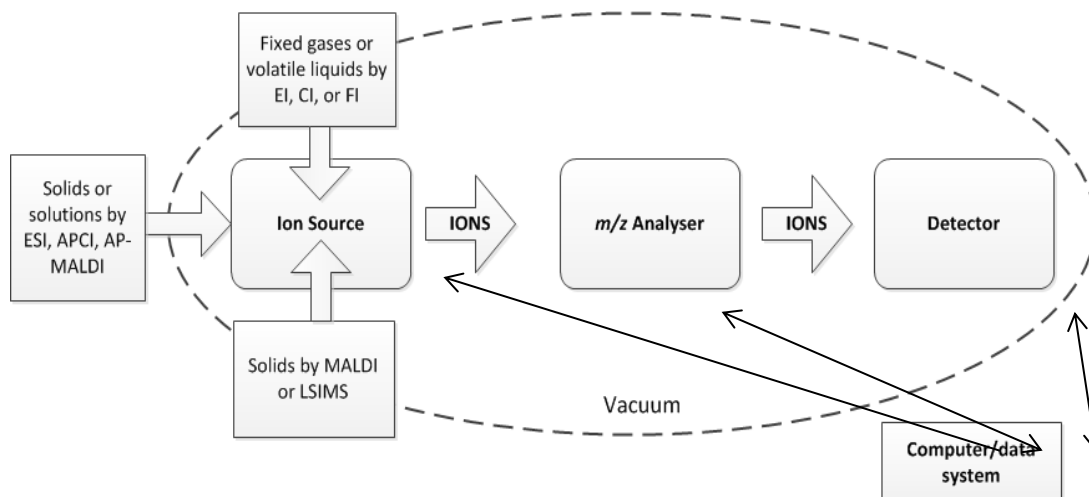 Fixed gases or
volatile liquids by
EI, CI, or FI
Solids or
solutions by
ESI, APCI, AP-
MALDI
Ion Source
IONS
m/z Analyser
IONS
Detector
Solids by MALDI
or LSIMS
Vacuum
Computer/data
system